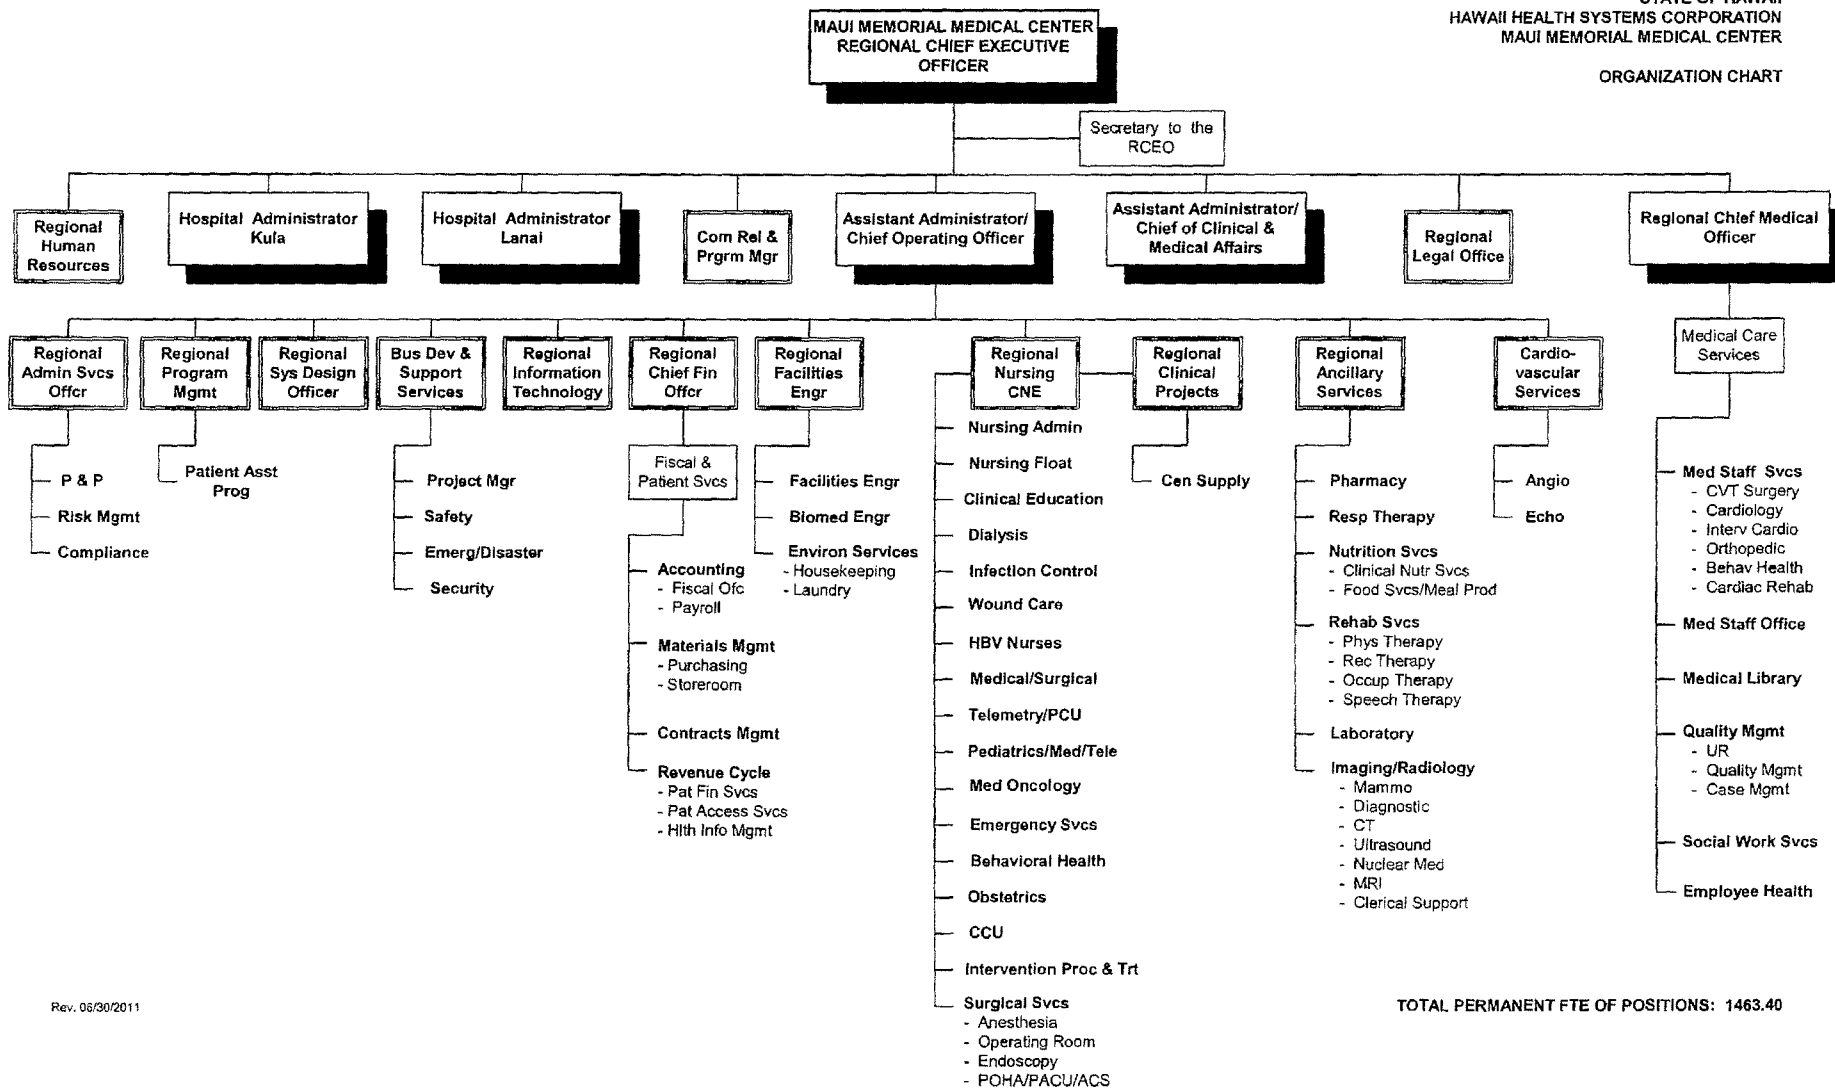 STATE OF HAWAII
HAWAII HEALTH SYSTEMS CORPORATION
MAUI MEMORIAL MEDICAL CENTER
ORGANIZATION CHART
MAUI MEMORIAL MEDICAL CENTER
REGIONAL CHIEF EXECUTIVE
OFFICER
Secretary to the
RCEO
Regional
Human
Resources
Hospital Administrator
Kula
Hospital Administrator
Lanai
Com Rel &
Prgrm Mgr
Assistant Administrator/
Chief Operating Officer
Assistant Administrator/
Chief of Clinical &
Medical Affairs
Regional
Legal Office
Regional Chief Medical
Officer
Regional
Admin Svcs
Offcr
Regional
Program
Mgmt
Regional
Sys Design
Officer
Bus Dev &
Support
Services
Regional
Information
Technology
Regional
Chief Fin
Offcr
Regional
Facilities
Engr
Regional
Nursing
CNE
Regional
Clinical
Projects
Regional
Ancillary
Services
Cardio-
vascular
Services
Medical Care
Services
P & P
Risk Mgmt
Compliance
Patient Asst
Prog
Project Mgr
Safety
Emerg/Disaster
Security
Fiscal &
Patient Svcs
Accounting
- Fiscal Ofc
- Payroll
Materials Mgmt
- Purchasing
- Storeroom
Contracts Mgmt
Revenue Cycle
- Pat Fin Svcs
- Pat Access Svcs
- Hlth Info Mgmt
Facilities Engr
Biomed Engr
Environ Services
- Housekeeping
- Laundry
Nursing Admin
Nursing Float
Clinical Education
Dialysis
Infection Control
Wound Care
HBV Nurses
Medical/Surgical
Telemetry/PCU
Pediatrics/Med/Tele
Med Oncology
Emergency Svcs
Behavioral Health
Obstetrics
CCU
Intervention Proc & Trt
Surgical Svcs
- Anesthesia
- Operating Room
- Endoscopy
- POHA/PACU/ACS
Cen Supply
Pharmacy
Resp Therapy
Nutrition Svcs
- Clinical Nutr Svcs
- Food Svcs/Meal Prod
Rehab Svcs
- Phys Therapy
- Rec Therapy
- Occup Therapy
- Speech Therapy
Laboratory
Imaging/Radiology
- Mammo
- Diagnostic
- CT
- Ultrasound
- Nuclear Med
- MRI
- Clerical Support
Angio
Echo
Med Staff Svcs
- CVT Surgery
- Cardiology
- Interv Cardio
- Orthopedic
- Behav Health
- Cardiac Rehab
Med Staff Office
Medical Library
Quality Mgmt
- UR
- Quality Mgmt
- Case Mgmt
Social Work Svcs
Employee Health
Rev. 06/30/2011
TOTAL PERMANENT FTE OF POSITIONS: 1463.40